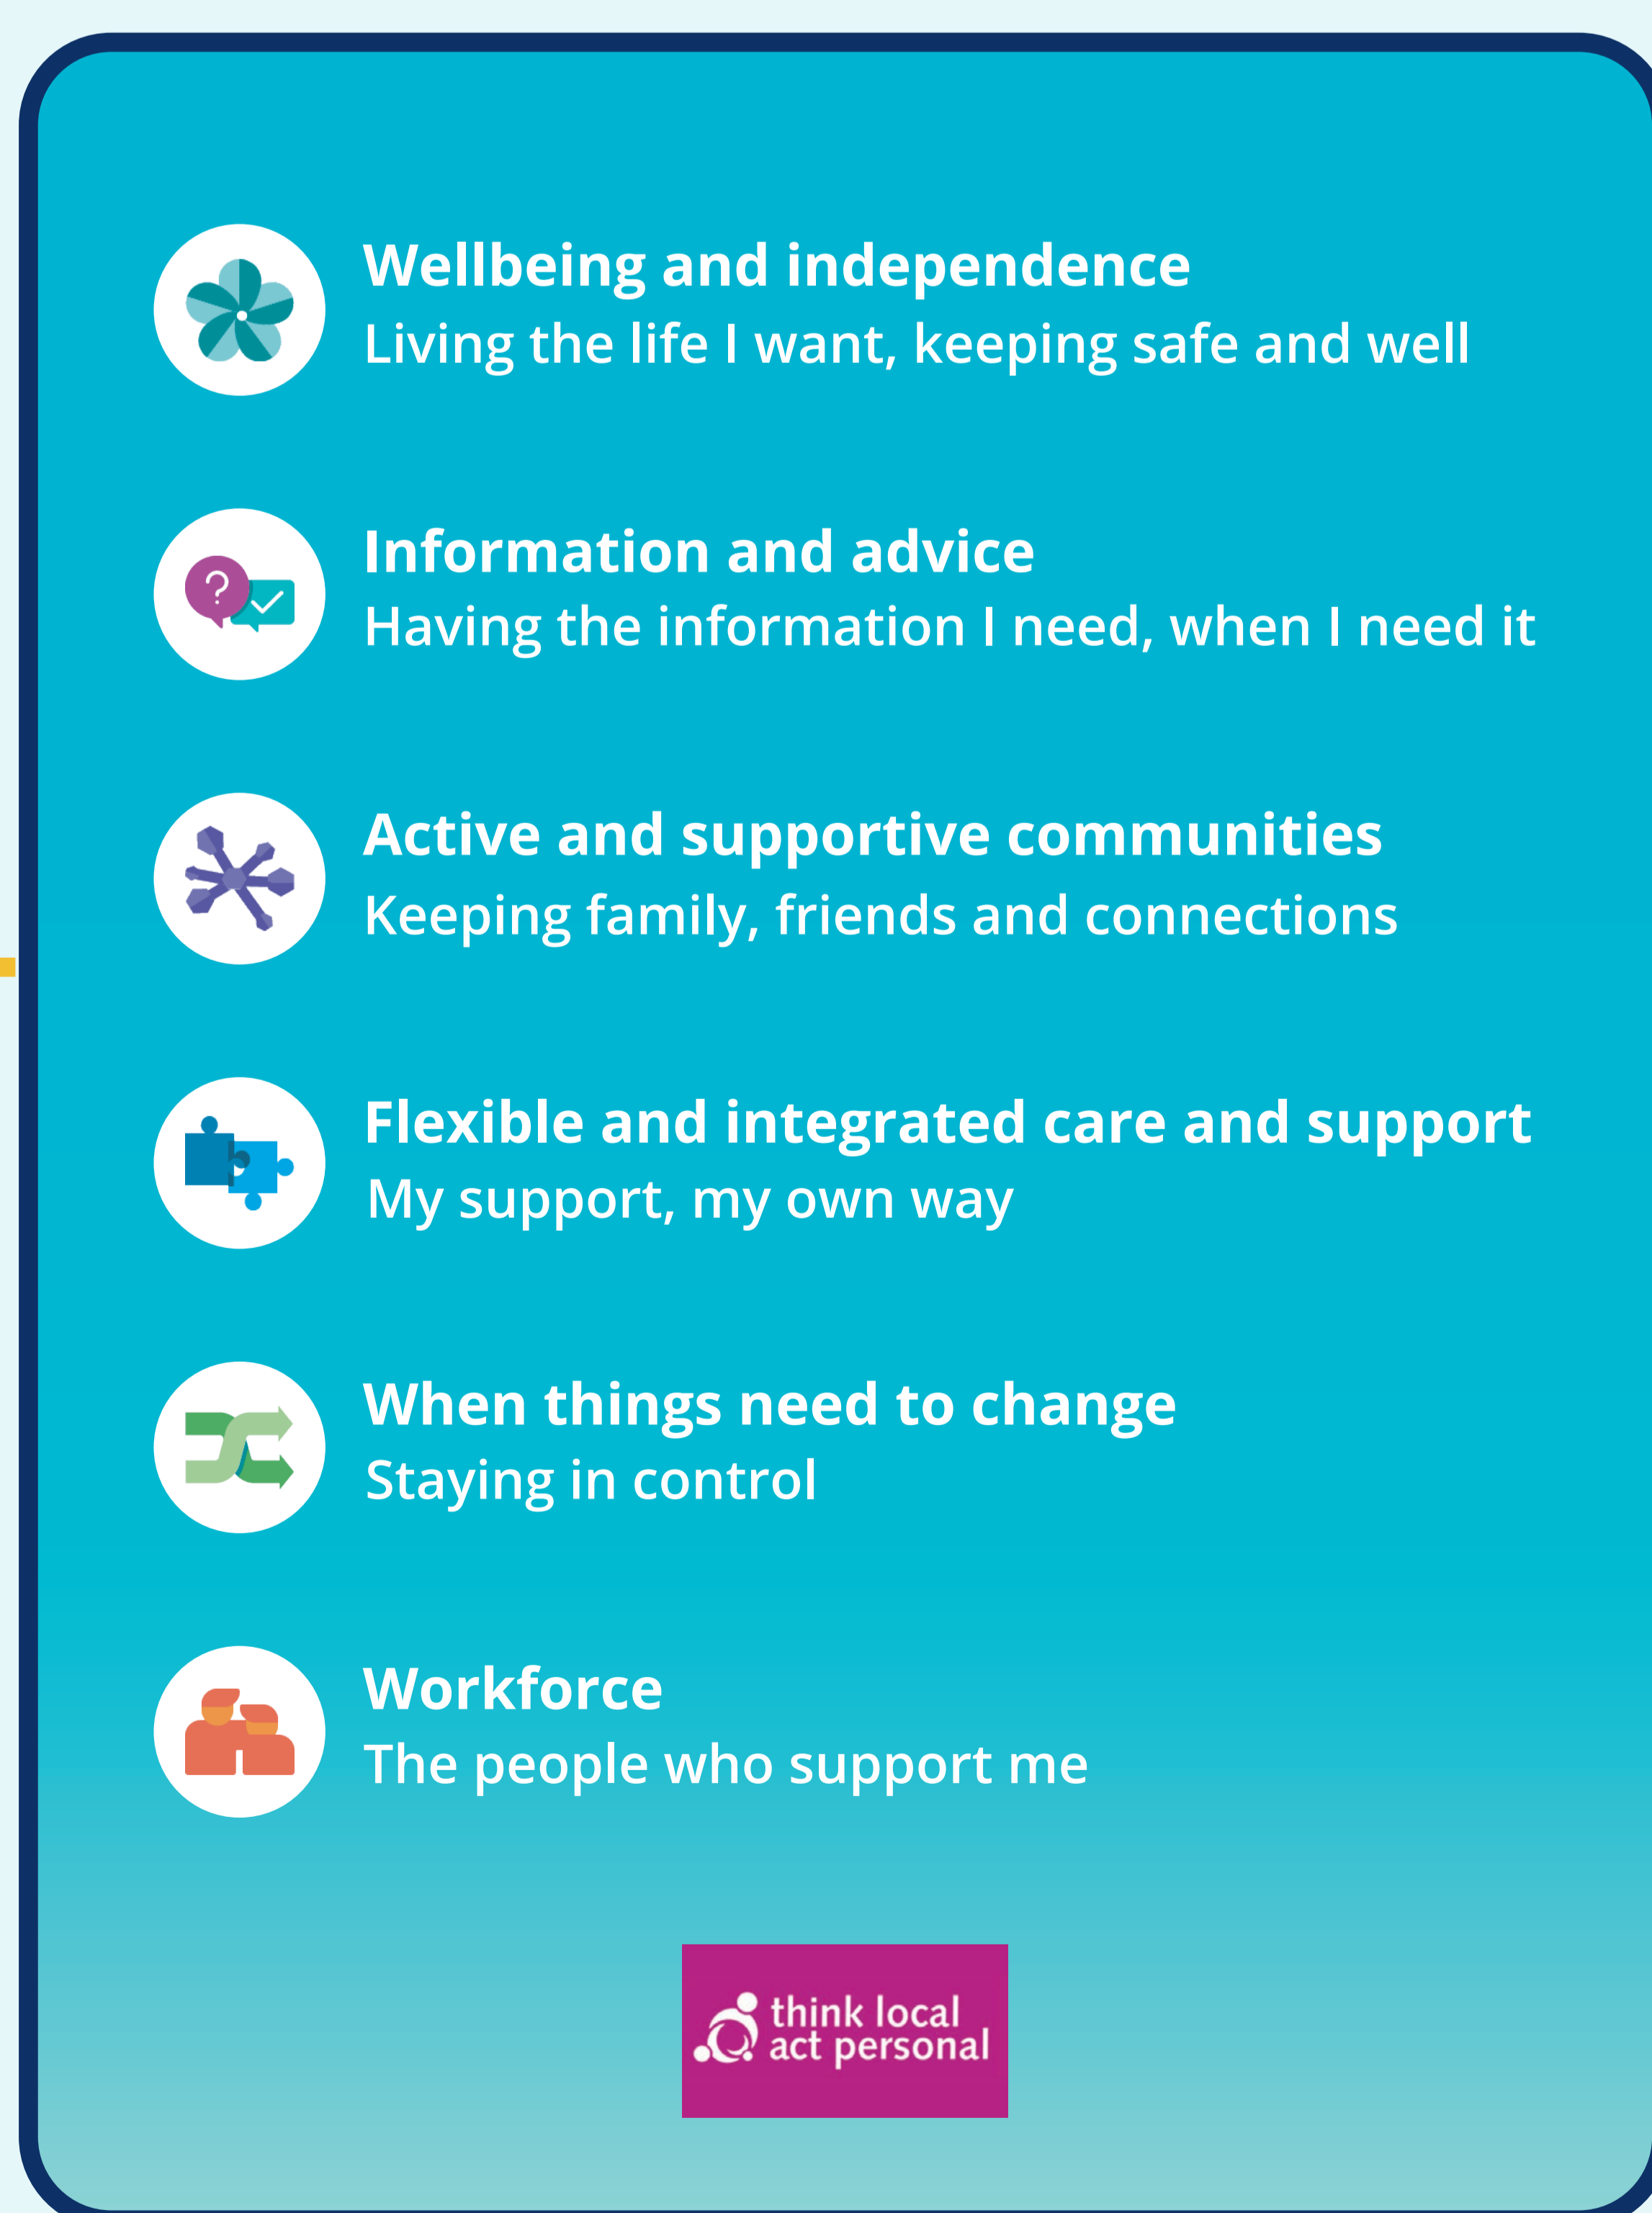 Wellbeing and independence
Living the life I want, keeping safe and well
Information and advice
Having the information I need, when I need it
Active and supportive communities
Keeping family, friends and connections
Flexible and integrated care and support
My support, my own way
When things need to change
Staying in control
Workforce
The people who support me
think local
act personal